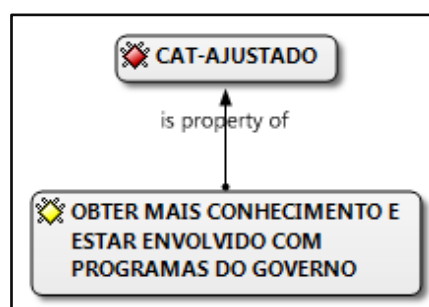 CAT-AJUSTADO
is property of
OBTER MAIS CONHECIMENTO E
ESTAR ENVOLVIDO COM
PROGRAMAS DO GOVERNO